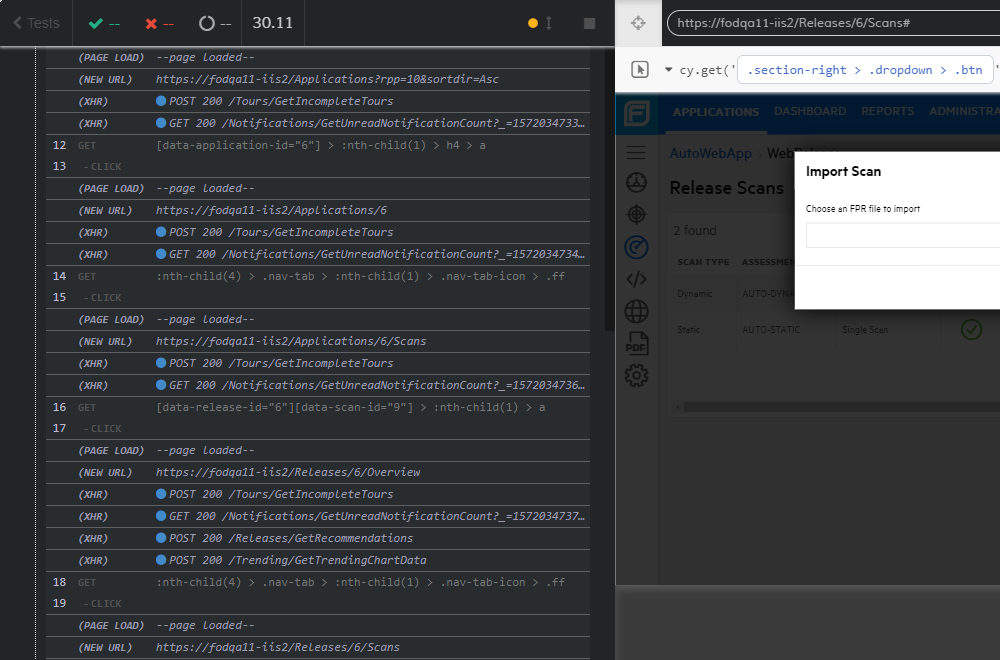 Tests -- -- -- 30.11
(PAGE LOAD) --page loaded--
(NEW URL) https://fodqa11-iis2/Applications?rpp=10&sortdir=Asc
(XHR) POST 200 /Tours/GetIncompleteTours
(XHR) GET 200 /Notifications/GetUnreadNotificationCount?_=1572034733…
12 GET [data-application-id="6"] > :nth-child(1) > h4 > a
13 -CLICK
(PAGE LOAD) --page loaded--
(NEW URL) https://fodqa11-iis2/Applications/6
(XHR) POST 200 /Tours/GetIncompleteTours
(XHR) GET 200 /Notifications/GetUnreadNotificationCount?_=1572034734…
14 GET :nth-child(4) > .nav-tab > :nth-child(1) > .nav-tab-icon > .ff
15 -CLICK
(PAGE LOAD) --page loaded--
(NEW URL) https://fodqa11-iis2/Applications/6/Scans
(XHR) POST 200 /Tours/GetIncompleteTours
(XHR) GET 200 /Notifications/GetUnreadNotificationCount?_=1572034736…
16 GET [data-release-id="6"][data-scan-id="9"] > :nth-child(1) > a
17 -CLICK
(PAGE LOAD) --page loaded--
(NEW URL) https://fodqa11-iis2/Releases/6/Overview
(XHR) POST 200 /Tours/GetIncompleteTours
(XHR) GET 200 /Notifications/GetUnreadNotificationCount?_=1572034737…
(XHR) POST 200 /Releases/GetRecommendations
(XHR) POST 200 /Trending/GetTrendingChartData
18 GET :nth-child(4) > .nav-tab > :nth-child(1) > .nav-tab-icon > .ff
19 -CLICK
(PAGE LOAD) --page loaded--
(NEW URL) https://fodqa11-iis2/Releases/6/Scans
https://fodqa11-iis2/Releases/6/Scans#
cy.get('.section-right > .dropdown > .btn'
APPLICATIONS DASHBOARD REPORTS ADMINISTRA
AutoWebApp
Release Scans
2 found
SCAN TYPE ASSESSMEN
Dynamic AUTO-DYNA
Static AUTO-STATIC Single Scan
PDF
Import Scan
Choose an FPR file to import